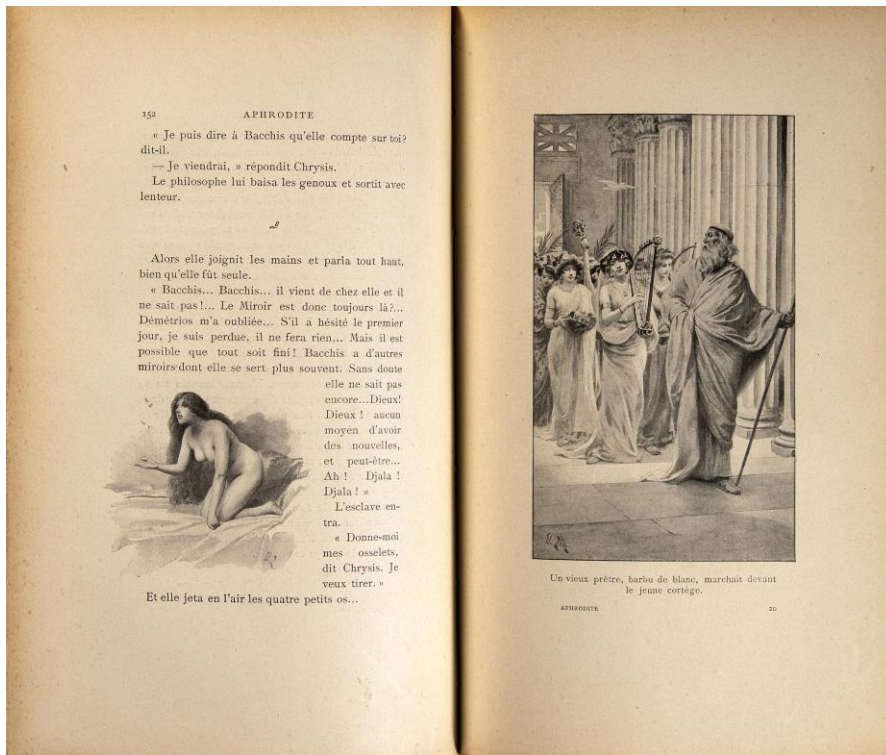 152
APHRODITE
« Je puis dire à Bacchis qu'elle compte sur toi?
dit-il.
— Je viendrai, » répondit Chrysis.
Le philosophe lui baisa les genoux et sortit avec
lenteur.
Alors elle joignit les mains et parla tout haut,
bien qu'elle fût seule.
« Bacchis... Bacchis... il vient de chez elle et il
ne sait pas!... Le Miroir est donc toujours là?...
Démétrios m'a oubliée... S'il a hésité le premier
jour, je suis perdue, il ne fera rien... Mais il est
possible que tout soit fini! Bacchis a d'autres
miroirs dont elle se sert plus souvent. Sans doute
elle ne sait pas
encore...Dieux!
Dieux ! aucun
moyen d'avoir
des nouvelles,
et peut-être...
Ah ! Djala !
Djala ! »
L'esclave en-
tra.
« Donne-moi
mes osselets,
dit Chrysis. Je
veux tirer. »
Et elle jeta en l'air les quatre petits os...
Un vieux prêtre, barbu de blanc, marchait devant
le jeune cortège.
APHRODITE
20